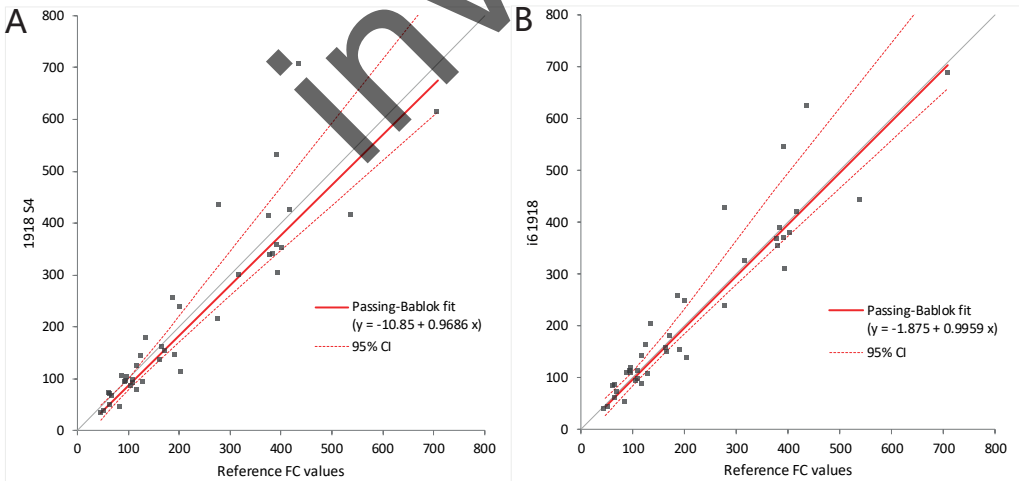 A
800
700
600
500
400
300
200
100
0
1918 S4
0 100 200 300 400 500 600 700 800
Reference FC values
Passing-Bablok fit
(y = -10.85 + 0.9686 x)
95% CI
B
800
700
600
500
400
300
200
100
0
i6 1918
0 100 200 300 400 500 600 700 800
Reference FC values
Passing-Bablok fit
(y = -1.875 + 0.9959 x)
95% CI